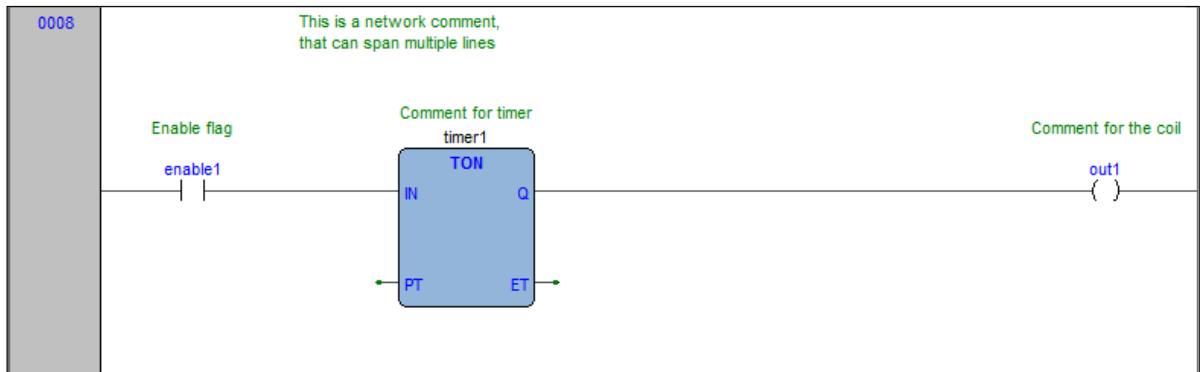 0008
This is a network comment,
that can span multiple lines
Comment for timer
Enable flag
timer1
Comment for the coil
enable1
TON
out1
IN
Q
PT
ET